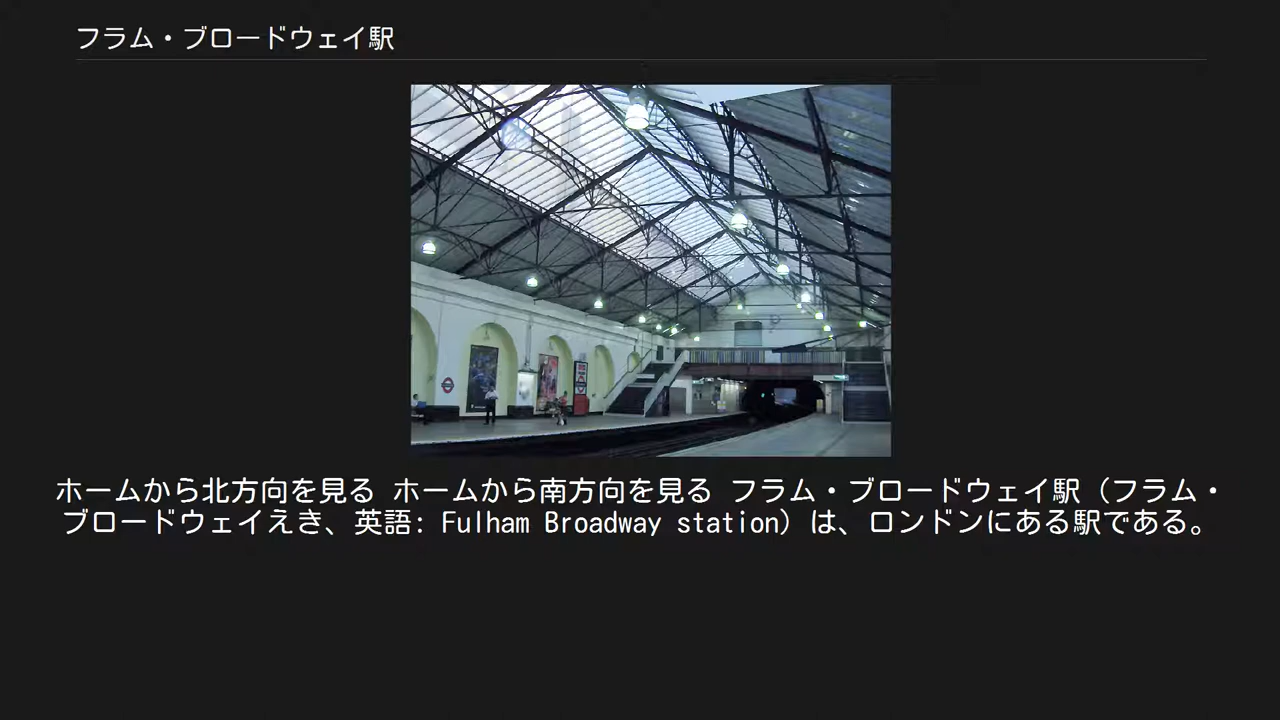 フラム・ブロードウェイ駅
ホームから北方向を見る ホームから南方向を見る フラム・ブロードウェイ駅（フラム・
ブロードウェイえき、英語: Fulham Broadway station）は、ロンドンにある駅である。